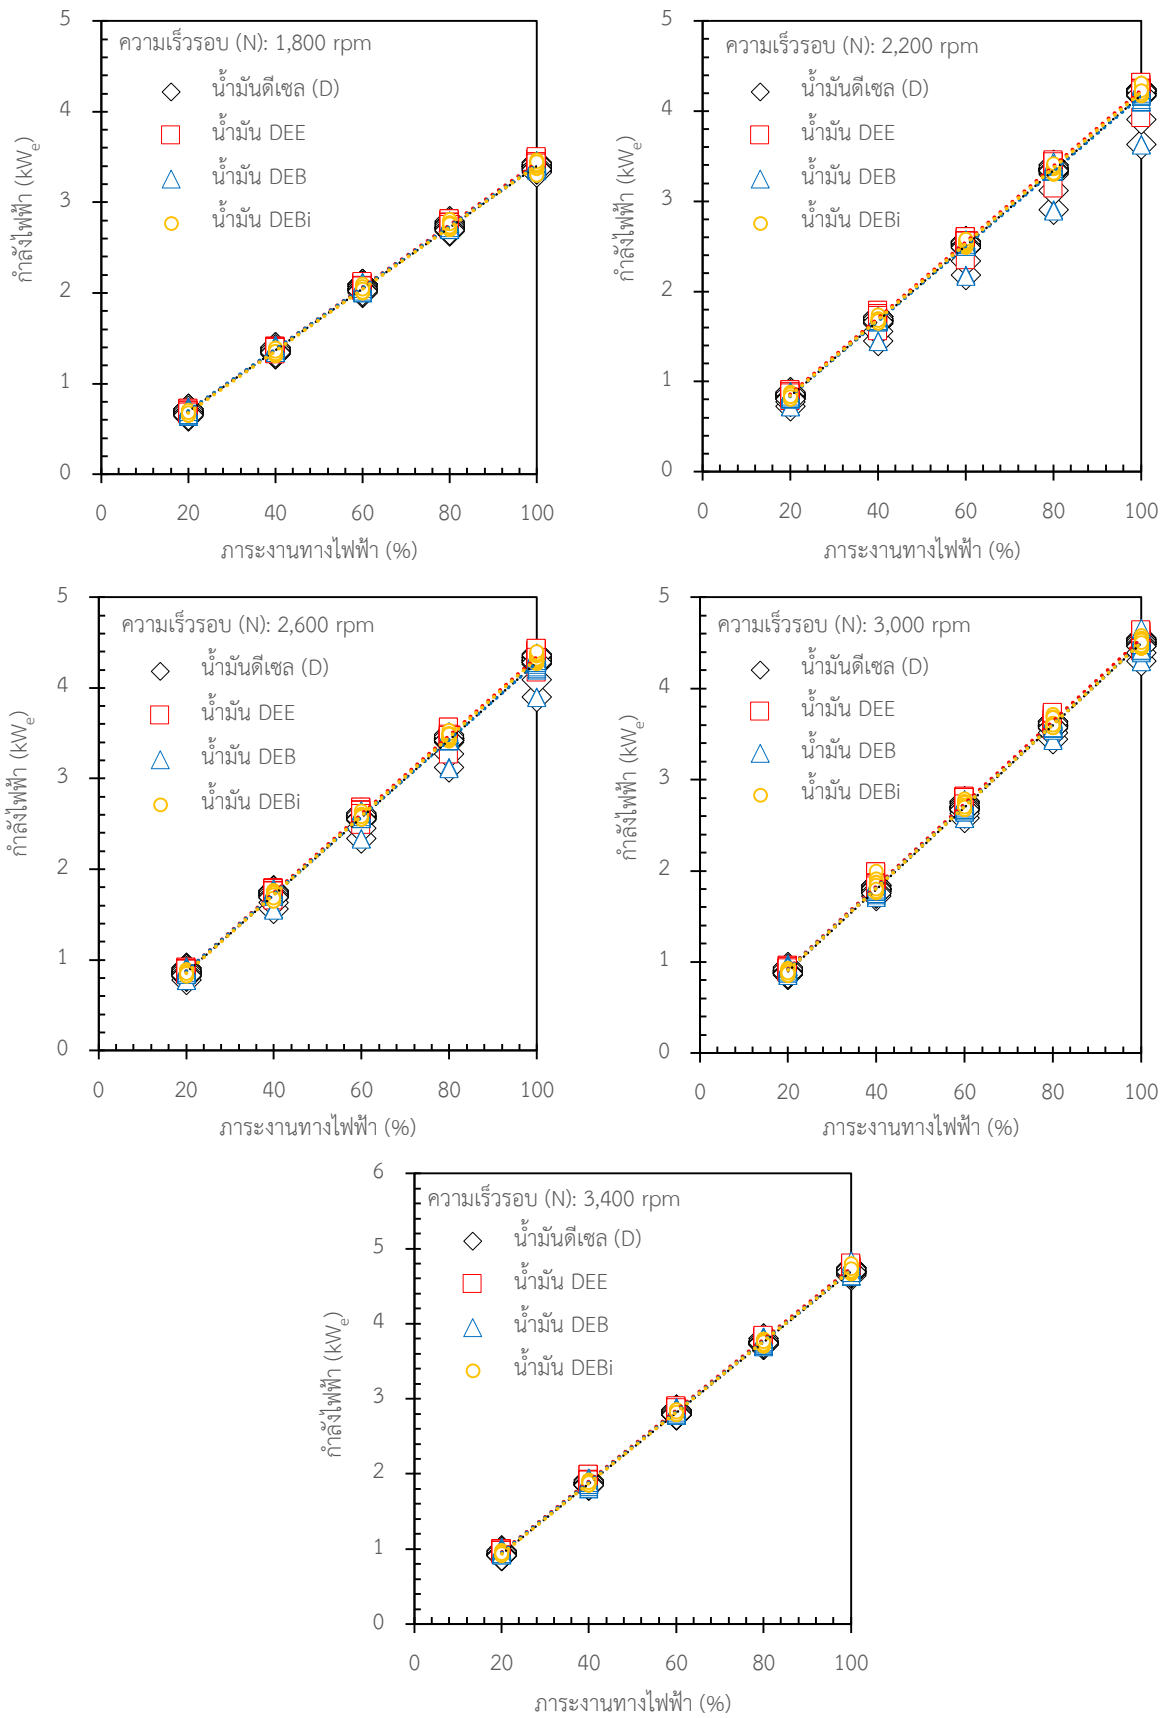 ความเร็วรอบ (N): 1,800 rpm
น้ำมันดีเซล (D)
น้ำมัน DEE
น้ำมัน DEB
น้ำมัน DEBi
กำลังไฟฟ้า (kWe)
5
4
3
2
1
0
0 20 40 60 80 100
ภาระงานทางไฟฟ้า (%)
ความเร็วรอบ (N): 2,200 rpm
น้ำมันดีเซล (D)
น้ำมัน DEE
น้ำมัน DEB
น้ำมัน DEBi
กำลังไฟฟ้า (kWe)
5
4
3
2
1
0
0 20 40 60 80 100
ภาระงานทางไฟฟ้า (%)
ความเร็วรอบ (N): 2,600 rpm
น้ำมันดีเซล (D)
น้ำมัน DEE
น้ำมัน DEB
น้ำมัน DEBi
กำลังไฟฟ้า (kWe)
5
4
3
2
1
0
0 20 40 60 80 100
ภาระงานทางไฟฟ้า (%)
ความเร็วรอบ (N): 3,000 rpm
น้ำมันดีเซล (D)
น้ำมัน DEE
น้ำมัน DEB
น้ำมัน DEBi
กำลังไฟฟ้า (kWe)
5
4
3
2
1
0
0 20 40 60 80 100
ภาระงานทางไฟฟ้า (%)
ความเร็วรอบ (N): 3,400 rpm
น้ำมันดีเซล (D)
น้ำมัน DEE
น้ำมัน DEB
น้ำมัน DEBi
กำลังไฟฟ้า (kWe)
6
5
4
3
2
1
0
0 20 40 60 80 100
ภาระงานทางไฟฟ้า (%)